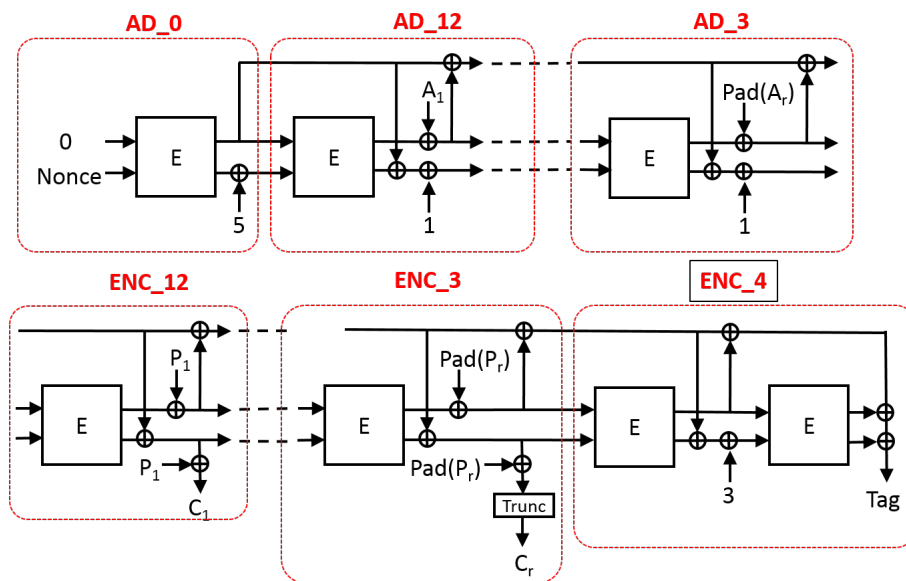 AD_0 AD_12 AD_3
A₁ Pad(Aᵣ)
0 E E E
Nonce
5 1 1
ENC_12 ENC_3 ENC_4
P₁ Pad(Pᵣ)
E E E E
P₁ Pad(Pᵣ) 3 Tag
C₁ Trunc
Cᵣ